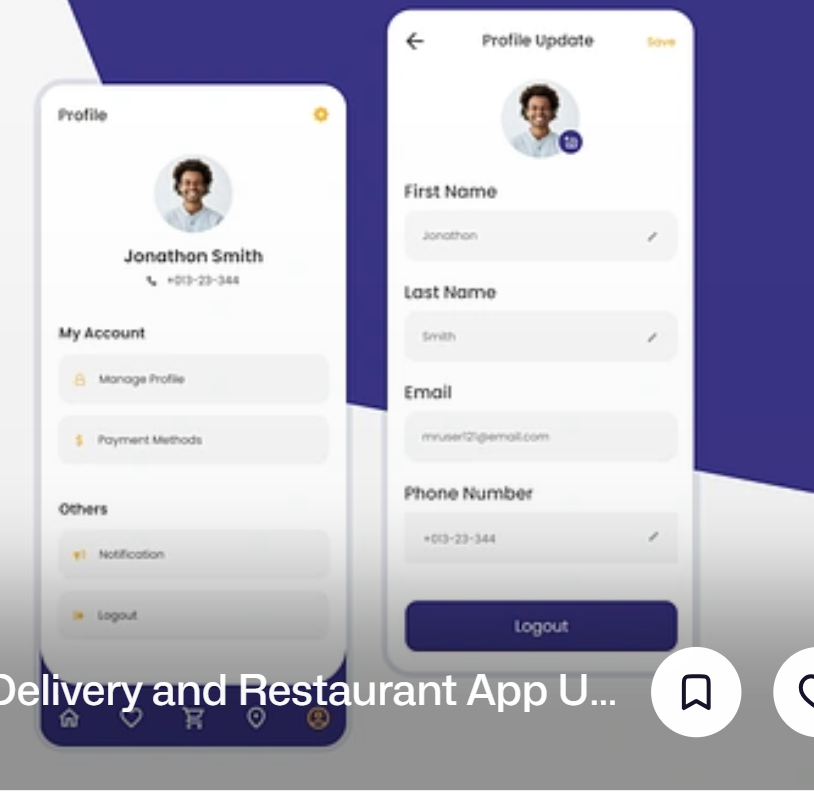 Profile
Jonathon Smith
+013-23-344
My Account
Manage Profile
Payment Methods
Others
Notification
Logout
Profile Update
Save
First Name
Jonathon
Last Name
Smith
Email
mruser121@email.com
Phone Number
+013-23-344
Logout
Delivery and Restaurant App U...